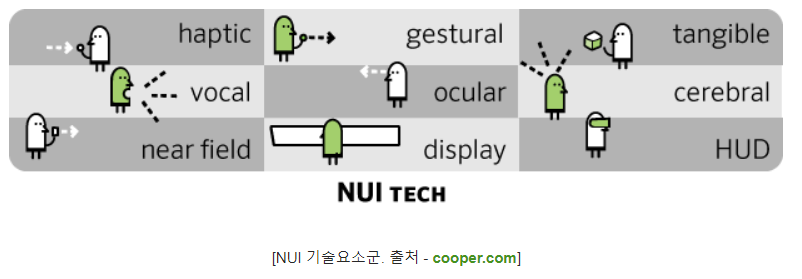 haptic gestural tangible
vocal ocular cerebral
near field display HUD
NUI TECH
[NUI 기술요소군. 출처 - cooper.com]